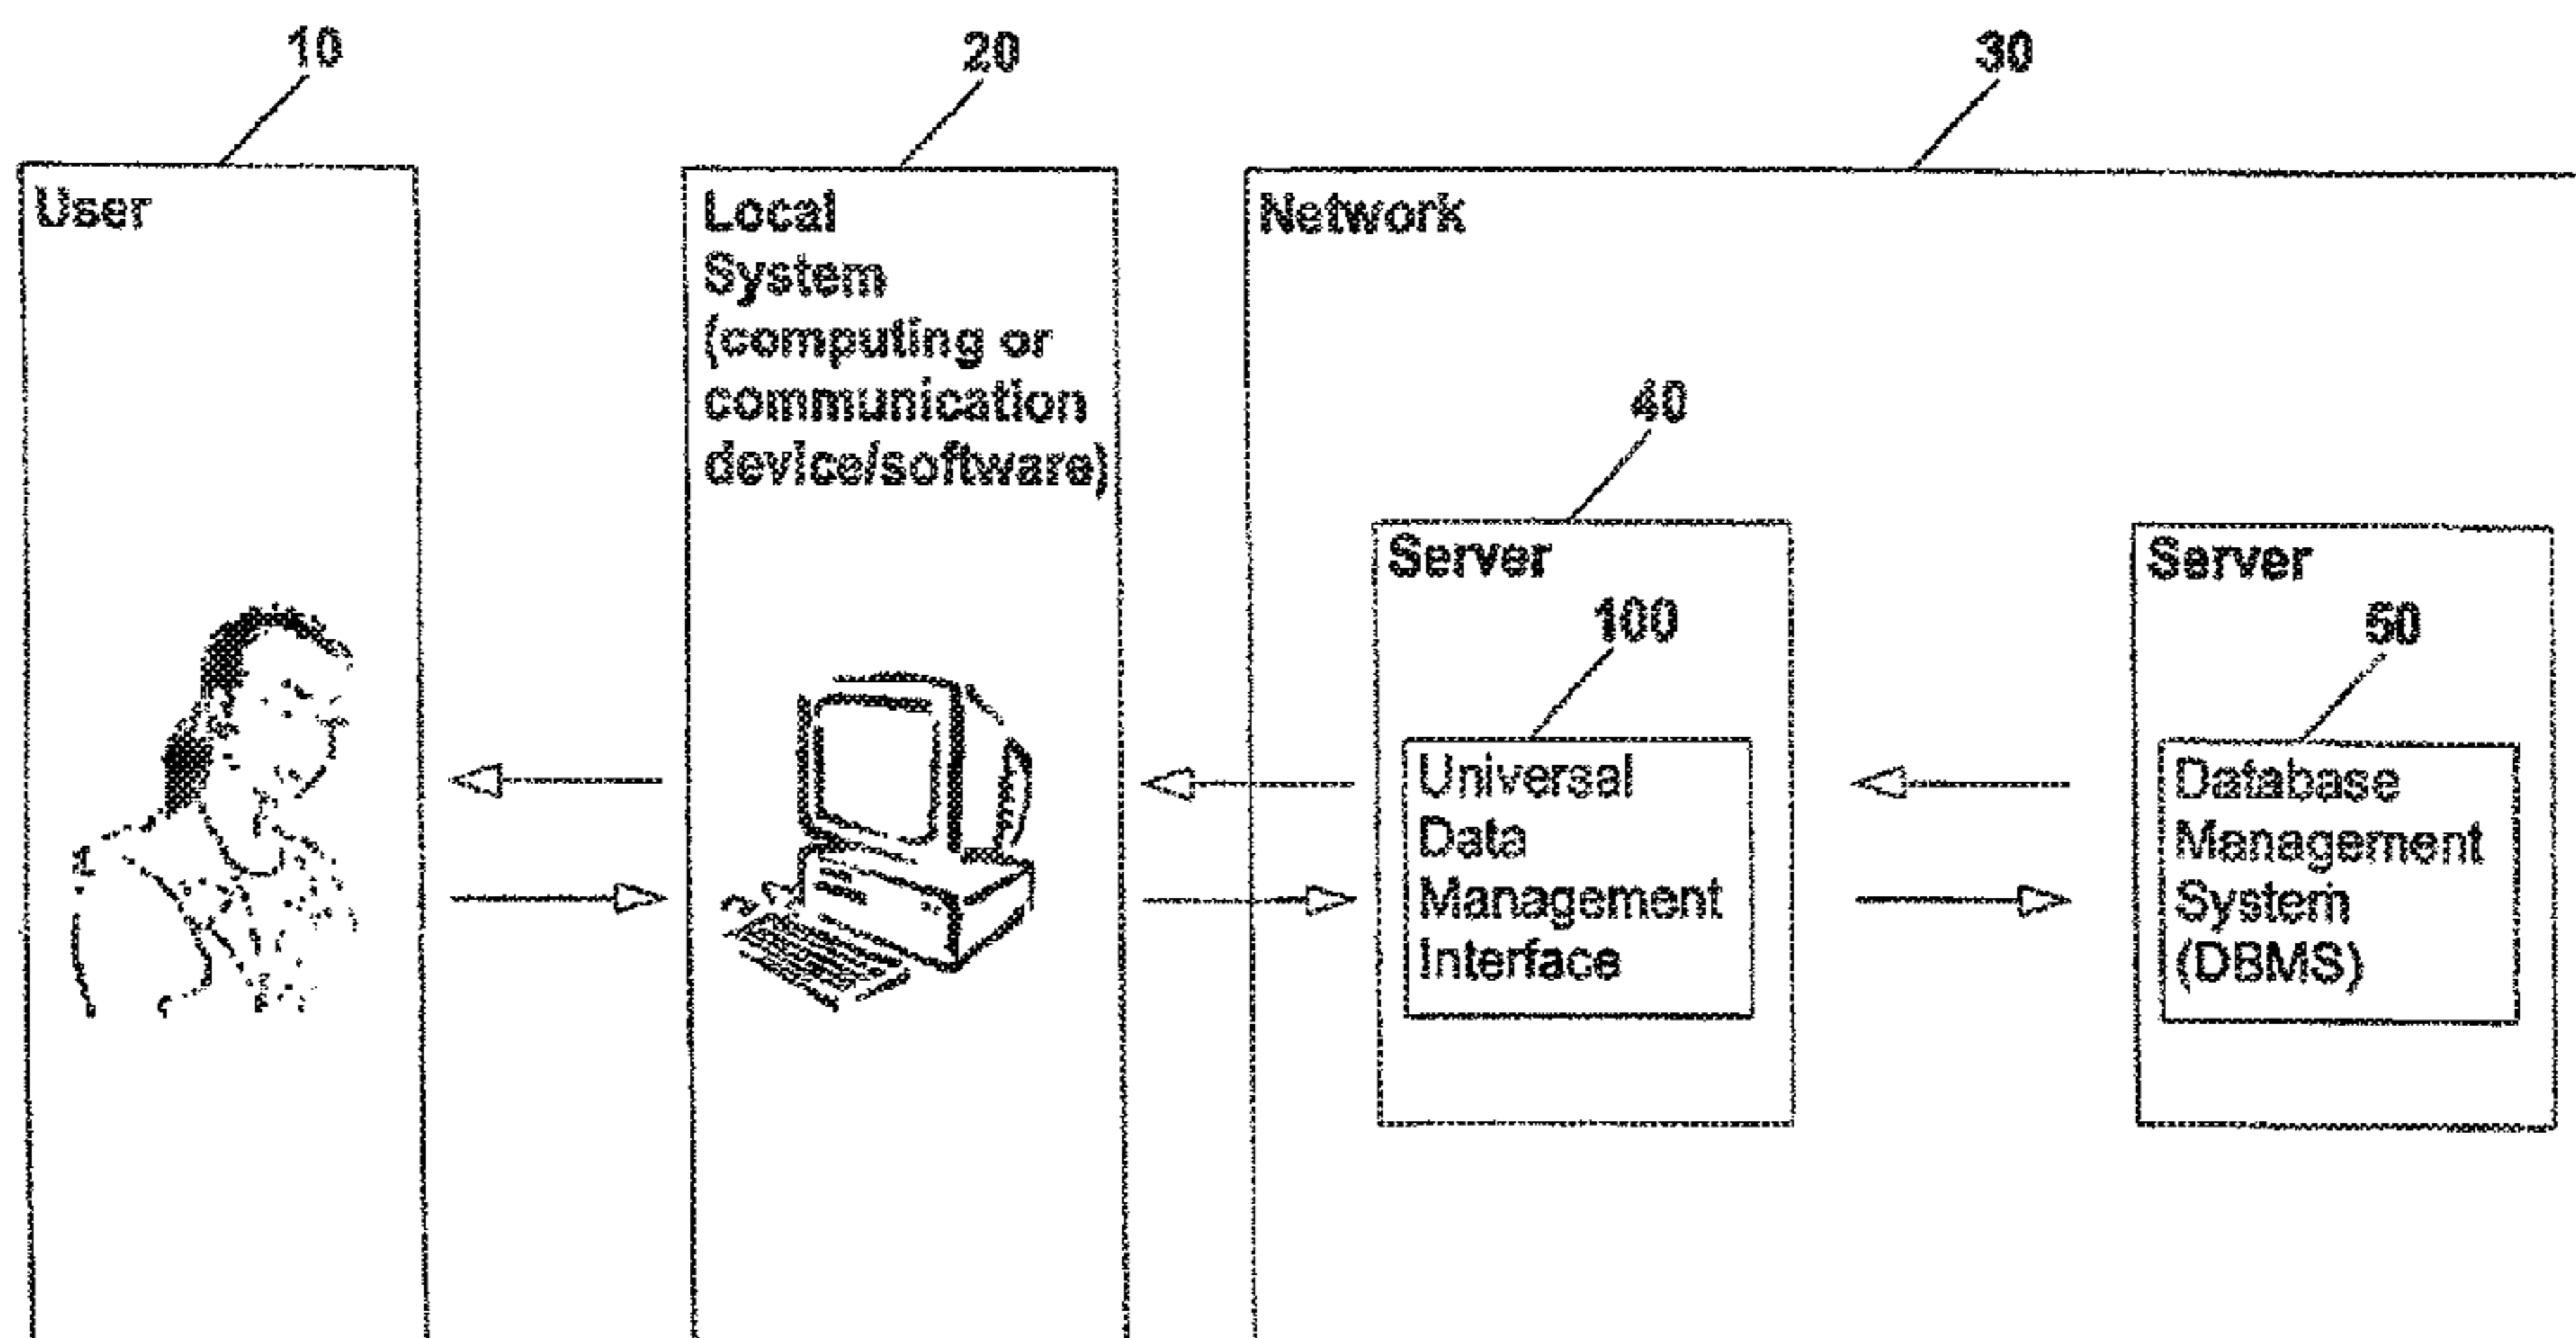 10
20
30
User
Local
System
(computing or
communication
device/software)
Network
40
Server
100
Universal
Data
Management
Interface
Server
50
Database
Management
System
(DBMS)